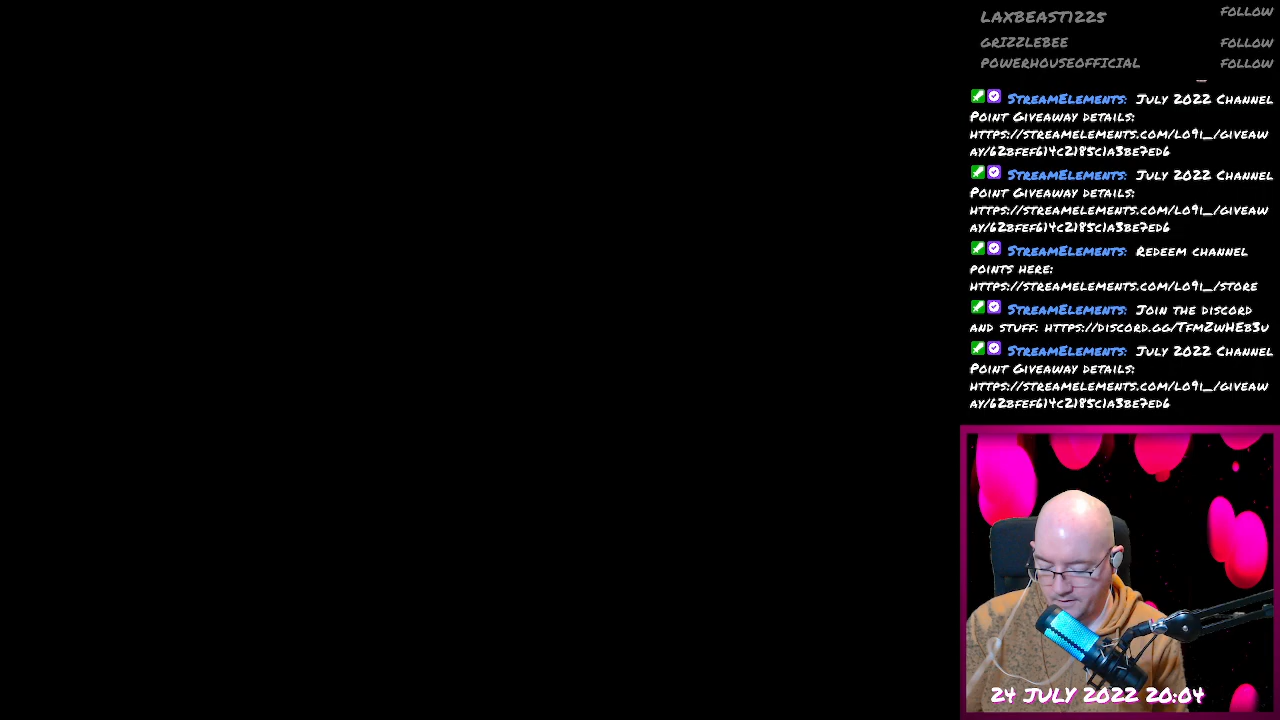 LAXBEAST1225 FOLLOW
GRIZZLEBEE FOLLOW
POWERHOUSEOFFICIAL FOLLOW
StreamElements: July 2022 Channel
Point Giveaway details:
https://streamelements.com/lo9i_/giveaw
ay/62bfef614c2185c1a3be7ed6
StreamElements: July 2022 Channel
Point Giveaway details:
https://streamelements.com/lo9i_/giveaw
ay/62bfef614c2185c1a3be7ed6
StreamElements: Redeem channel
points here:
https://streamelements.com/lo9i_/store
StreamElements: Join the discord
and stuff: https://discord.gg/TfmZwHEb3u
StreamElements: July 2022 Channel
Point Giveaway details:
https://streamelements.com/lo9i_/giveaw
ay/62bfef614c2185c1a3be7ed6
24 JULY 2022 20:04